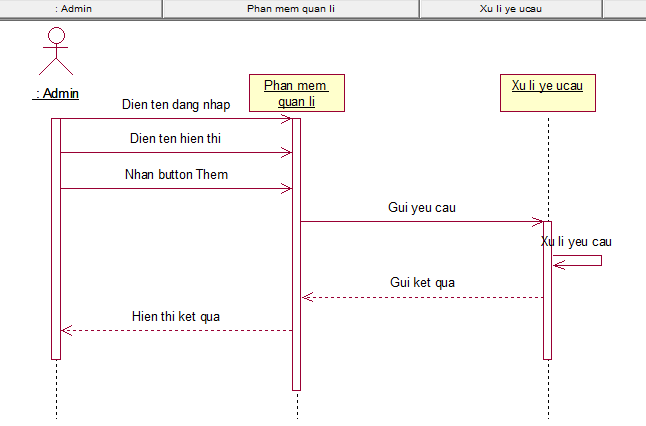 : Admin
Phan mem quan li
Xu li ye ucau
: Admin
Phan mem
quan li
Xu li ye ucau
Dien ten dang nhap
Dien ten hien thi
Nhan button Them
Gui yeu cau
Xu li yeu cau
Gui ket qua
Hien thi ket qua